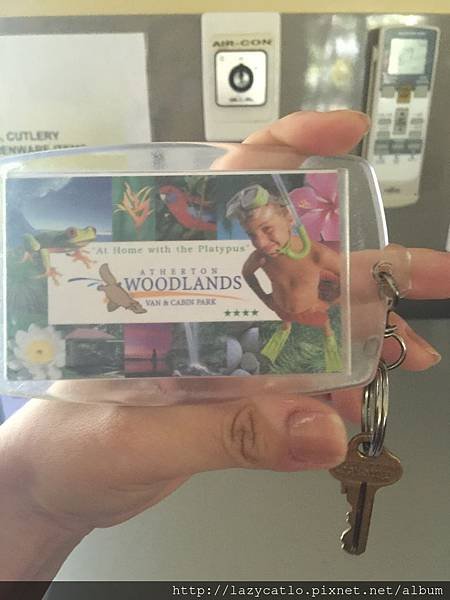 AIR-CON
CUTLERY
"At Home with the Platypus"
ATHERTON
WOODLANDS
VAN & CABIN PARK
http://lazycatlo.pixnet.net/album